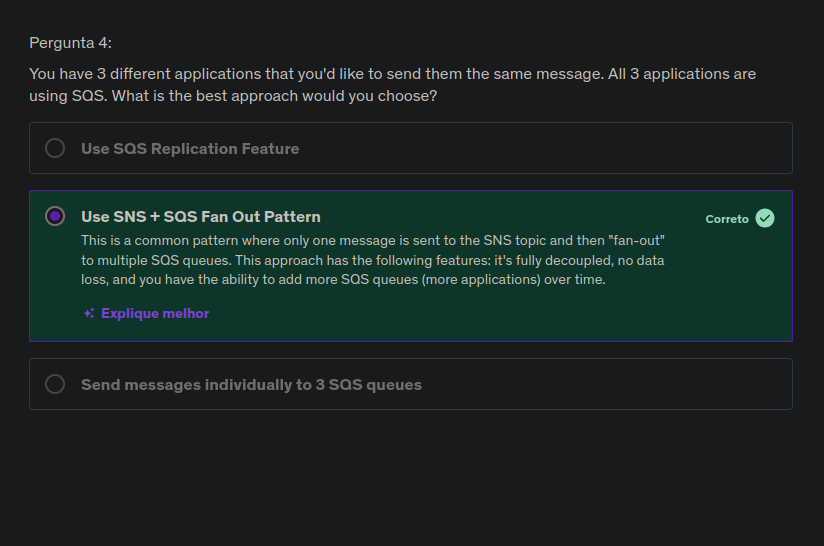 Pergunta 4:
You have 3 different applications that you'd like to send them the same message. All 3 applications are
using SQS. What is the best approach would you choose?
Use SQS Replication Feature
Use SNS + SQS Fan Out Pattern
Correto
This is a common pattern where only one message is sent to the SNS topic and then "fan-out"
to multiple SQS queues. This approach has the following features: it's fully decoupled, no data
loss, and you have the ability to add more SQS queues (more applications) over time.
Explique melhor
Send messages individually to 3 SQS queues